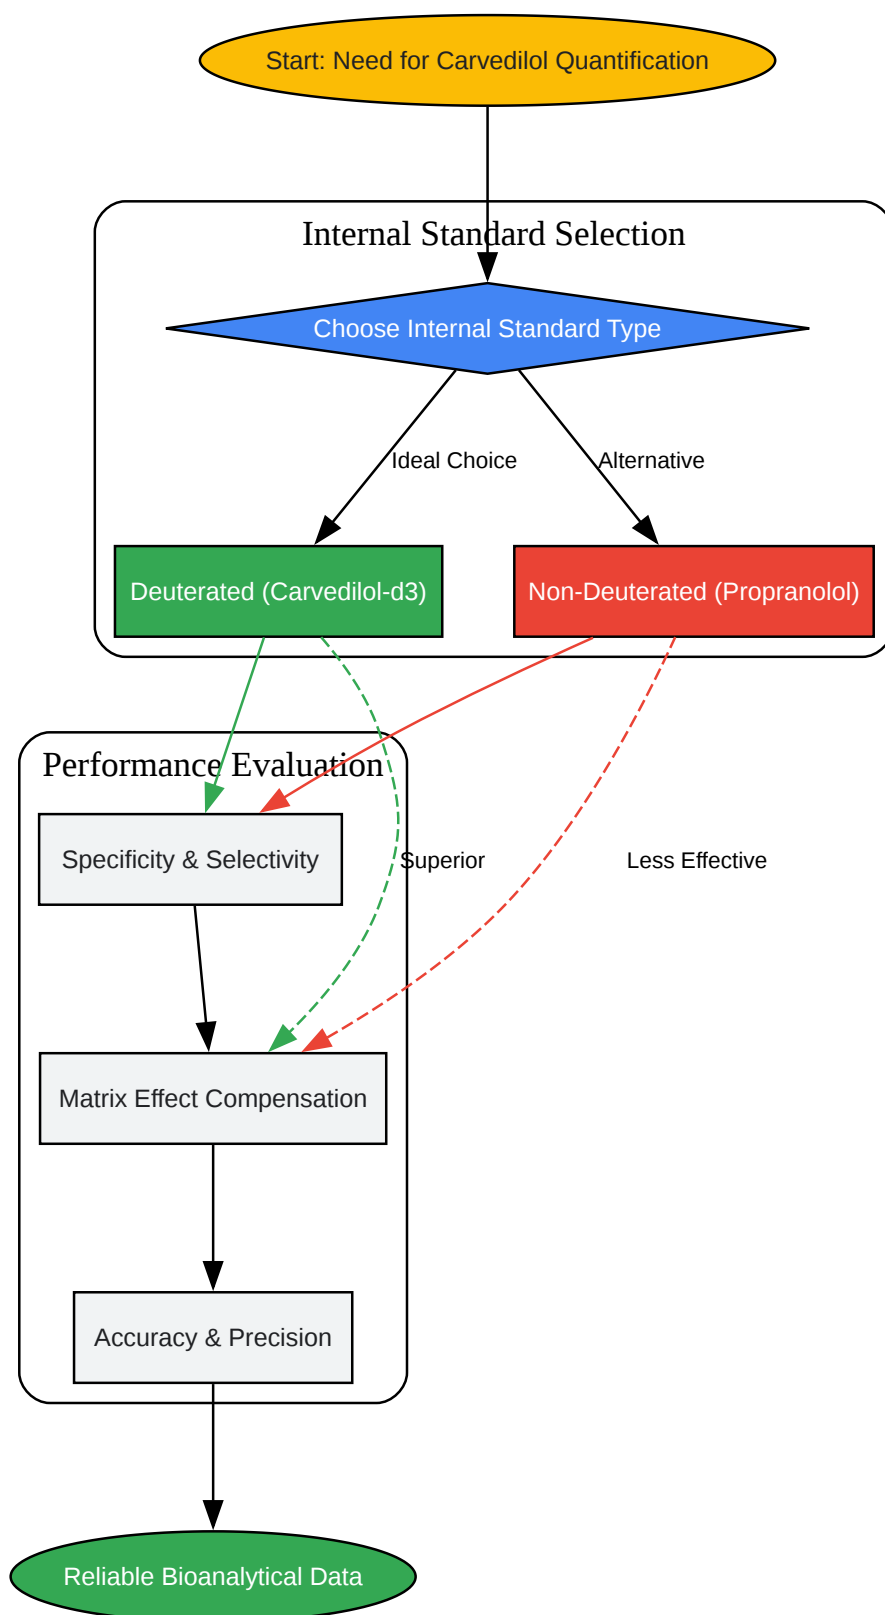 Start: Need for Carvedilol Quantification
Internal Standard Selection
Choose Internal Standard Type
Ideal Choice
Alternative
Deuterated (Carvedilol-d3)
Non-Deuterated (Propranolol)
Performance Evaluation
Specificity & Selectivity
Superior
Less Effective
Matrix Effect Compensation
Accuracy & Precision
Reliable Bioanalytical Data